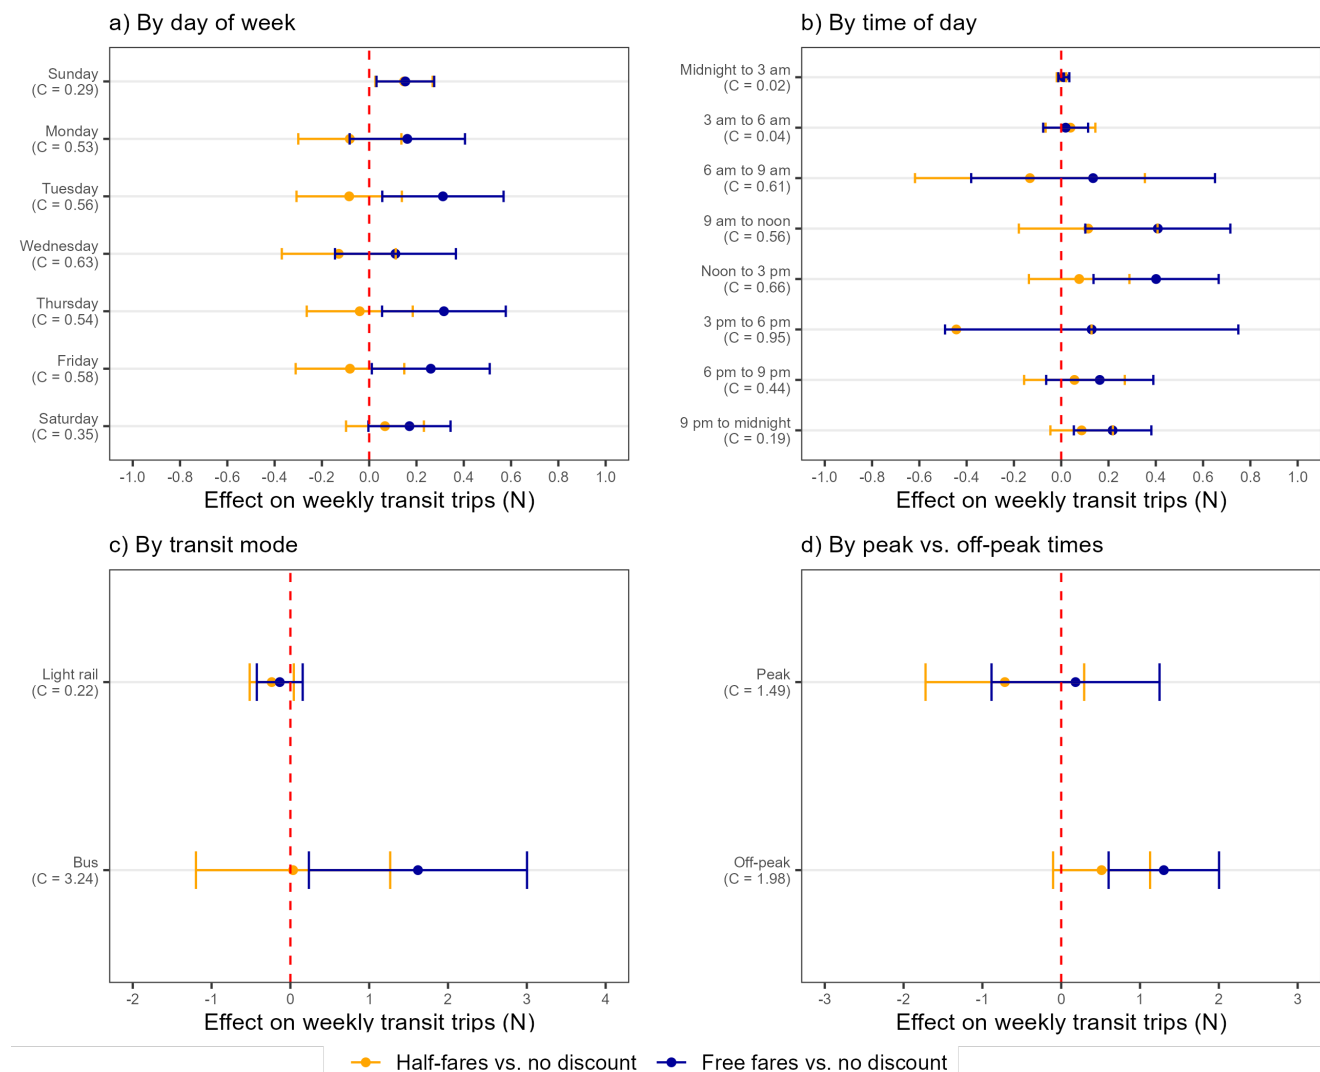 a) By day of week
Sunday
(C = 0.29)
Monday
(C = 0.53)
Tuesday
(C = 0.56)
Wednesday
(C = 0.63)
Thursday
(C = 0.54)
Friday
(C = 0.58)
Saturday
(C = 0.35)
-1.0 -0.8 -0.6 -0.4 -0.2 0.0 0.2 0.4 0.6 0.8 1.0
Effect on weekly transit trips (N)
b) By time of day
Midnight to 3 am
(C = 0.02)
3 am to 6 am
(C = 0.04)
6 am to 9 am
(C = 0.61)
9 am to noon
(C = 0.56)
Noon to 3 pm
(C = 0.66)
3 pm to 6 pm
(C = 0.95)
6 pm to 9 pm
(C = 0.44)
9 pm to midnight
(C = 0.19)
-1.0 -0.8 -0.6 -0.4 -0.2 0.0 0.2 0.4 0.6 0.8 1.0
Effect on weekly transit trips (N)
c) By transit mode
Light rail
(C = 0.22)
Bus
(C = 3.24)
-2 -1 0 1 2 3 4
Effect on weekly transit trips (N)
d) By peak vs. off-peak times
Peak
(C = 1.49)
Off-peak
(C = 1.98)
-3 -2 -1 0 1 2 3
Effect on weekly transit trips (N)
Half-fares vs. no discount Free fares vs. no discount